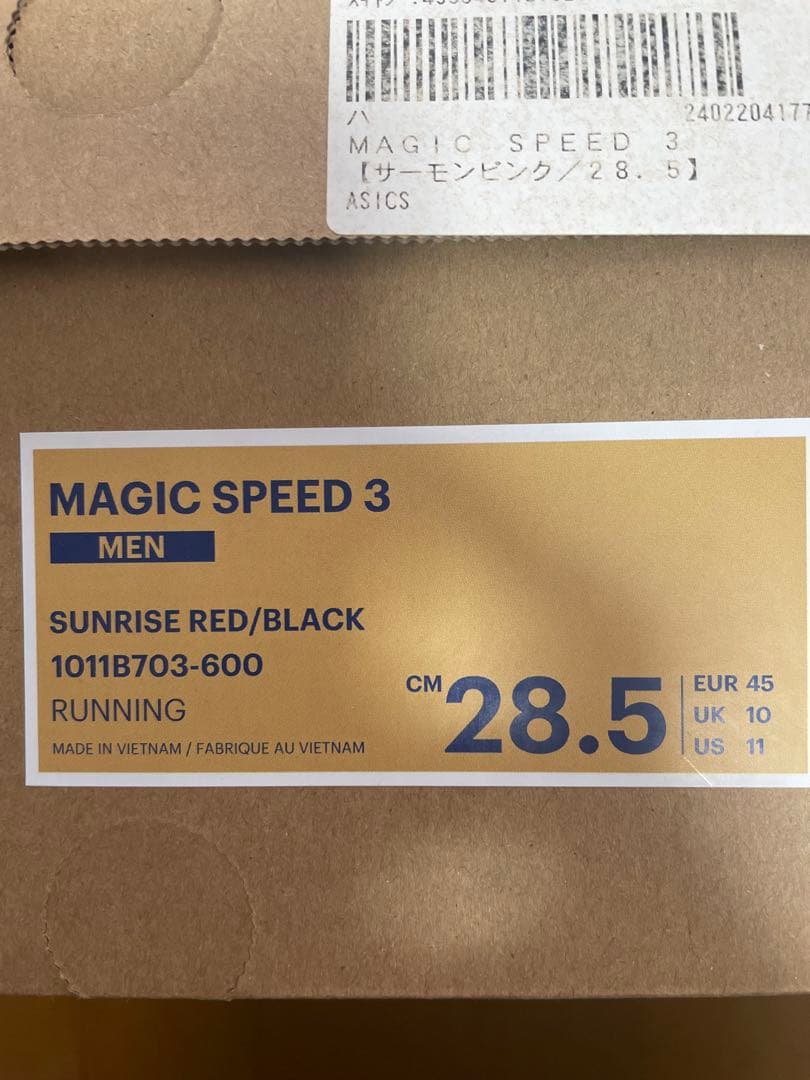 ハ 2402204177
MAGIC SPEED 3
【サーモンピンク/28.5】
ASICS
MAGIC SPEED 3
MEN
SUNRISE RED/BLACK
1011B703-600
RUNNING
MADE IN VIETNAM / FABRIQUE AU VIETNAM
CM 28.5
EUR 45
UK 10
US 11